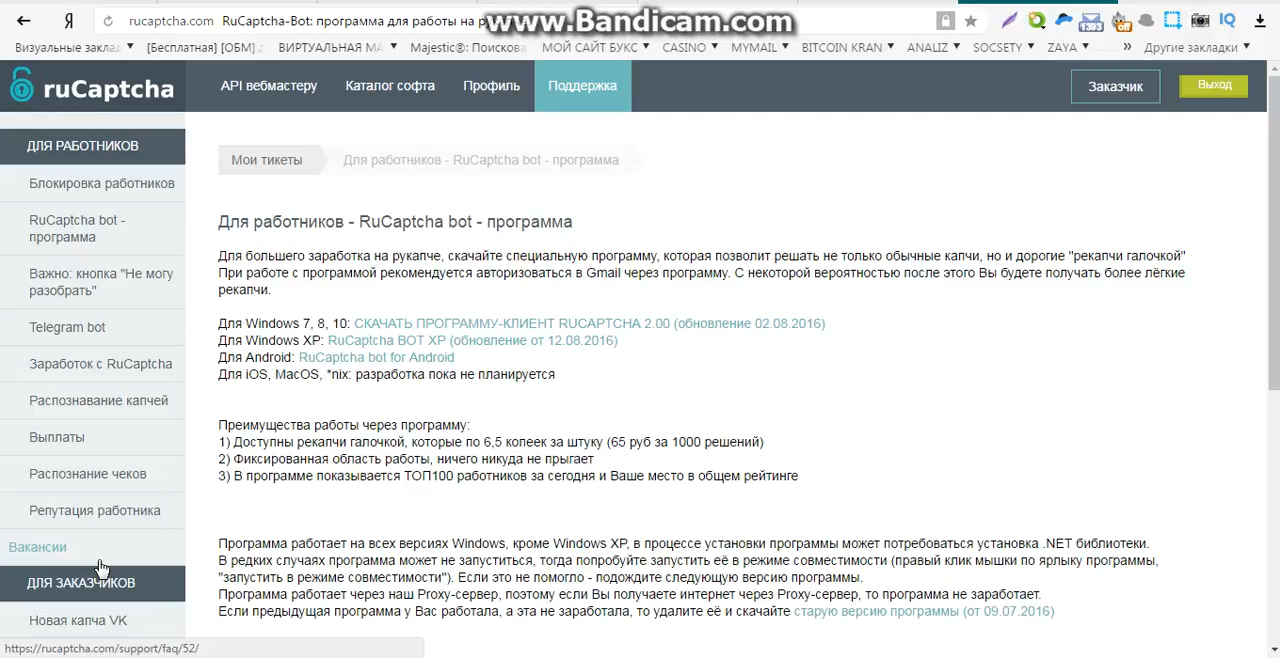 Я rucaptcha.com RuCaptcha-Bot: программа для работы на р
www.Bandicam.com
1393 off IQ
Визуальные заклад [Бесплатная] [ОБМ] ВИРТУАЛЬНАЯ МА Majestic®: Поискова МОЙ САЙТ БУКС CASINO MYMAIL BITCOIN KRAN ANALIZ SOCSETY ZAYA » Другие закладки
ruCaptcha API вебмастеру Каталог софта Профиль Поддержка Заказчик Выход
ДЛЯ РАБОТНИКОВ
Блокировка работников
RuCaptcha bot -
программа
Важно: кнопка "Не могу
разобрать"
Telegram bot
Заработок с RuCaptcha
Распознавание капчей
Выплаты
Распознание чеков
Репутация работника
Вакансии
ДЛЯ ЗАКАЗЧИКОВ
Новая капча VK
https://rucaptcha.com/support/faq/52/
Мои тикеты Для работников - RuCaptcha bot - программа
Для работников - RuCaptcha bot - программа
Для большего заработка на рукапче, скачайте специальную программу, которая позволит решать не только обычные капчи, но и дорогие "рекапчи галочкой"
При работе с программой рекомендуется авторизоваться в Gmail через программу. С некоторой вероятностью после этого Вы будете получать более лёгкие
рекапчи.
Для Windows 7, 8, 10: СКАЧАТЬ ПРОГРАММУ-КЛИЕНТ RUCAPTCHA 2.00 (обновление 02.08.2016)
Для Windows XP: RuCaptcha BOT XP (обновление от 12.08.2016)
Для Android: RuCaptcha bot for Android
Для iOS, MacOS, *nix: разработка пока не планируется
Преимущества работы через программу:
1) Доступны рекапчи галочкой, которые по 6,5 копеек за штуку (65 руб за 1000 решений)
2) Фиксированная область работы, ничего никуда не прыгает
3) В программе показывается ТОП100 работников за сегодня и Ваше место в общем рейтинге
Программа работает на всех версиях Windows, кроме Windows XP, в процессе установки программы может потребоваться установка .NET библиотеки.
В редких случаях программа может не запуститься, тогда попробуйте запустить её в режиме совместимости (правый клик мышки по ярлыку программы,
"запустить в режиме совместимости"). Если это не помогло - подождите следующую версию программы.
Программа работает через наш Proxy-сервер, поэтому если Вы получаете интернет через Proxy-сервер, то программа не заработает.
Если предыдущая программа у Вас работала, а эта не заработала, то удалите её и скачайте старую версию программы (от 09.07.2016)